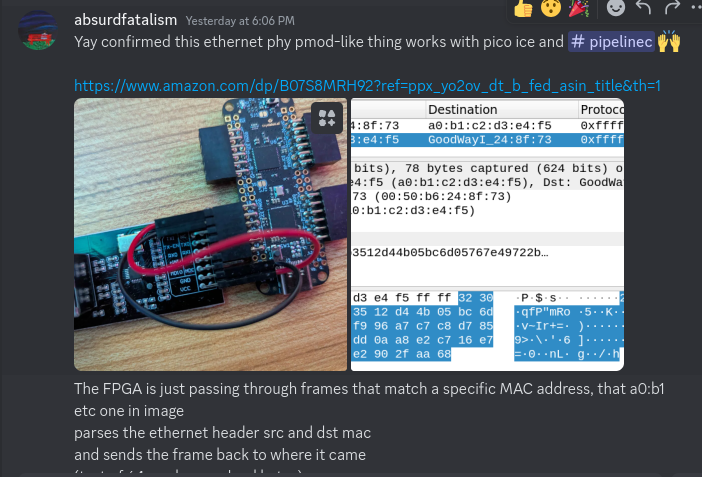 absurdfatalism Yesterday at 6:06 PM
Yay confirmed this ethernet phy pmod-like thing works with pico ice and # pipelinec 🙌
https://www.amazon.com/dp/B07S8MRH92?ref=ppx_yo2ov_dt_b_fed_asin_title&th=1
TX-EN
MDIO MDC
GND GND
VCC
Destination Protoco
4:8f:73 a0:b1:c2:d3:e4:f5 0xffff
3:e4:f5 GoodWayI_24:8f:73 0xffff
bits), 78 bytes captured (624 bits) o
e4:f5 (a0:b1:c2:d3:e4:f5), Dst: GoodWa
73 (00:50:b6:24:8f:73)
0:b1:c2:d3:e4:f5)
3512d44b05bc6d05767e49722b…
d3 e4 f5 ff ff 32 30 ·P·$·s·· ······2
35 12 d4 4b 05 bc 6d ·qfP"mRo ·5··K··
f9 96 a7 c7 c8 d7 85 ·v~Ir+=· )······
dd 0a a8 e2 c7 16 e7 9>·\·'·6 ]······
e2 90 2f aa 68 =·0··nL· g··/·h
The FPGA is just passing through frames that match a specific MAC address, that a0:b1
etc one in image
parses the ethernet header src and dst mac
and sends the frame back to where it came